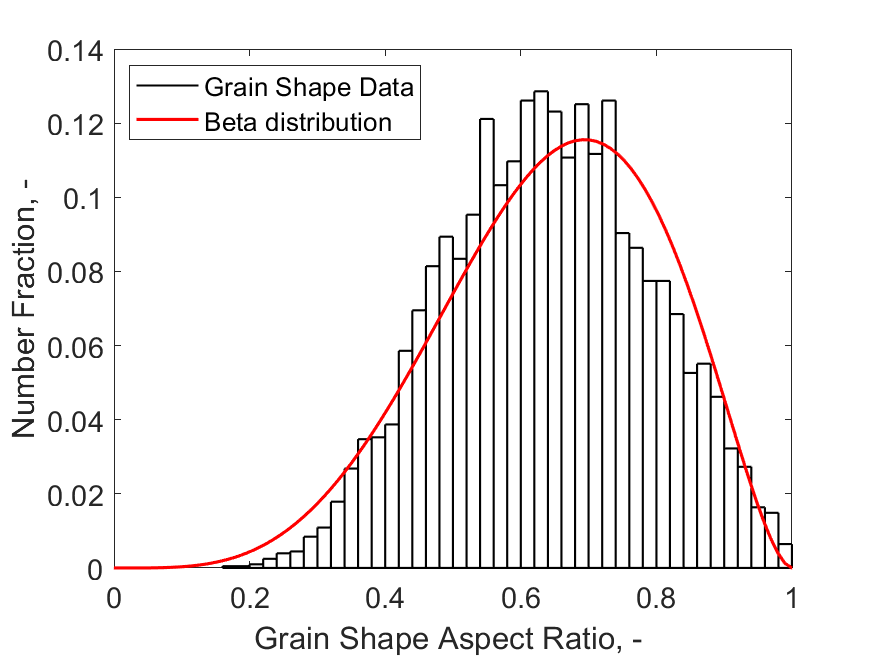 0.14
0.12
0.1
0.08
0.06
0.04
0.02
0
Number Fraction, -
Grain Shape Data
Beta distribution
0 0.2 0.4 0.6 0.8 1
Grain Shape Aspect Ratio, -